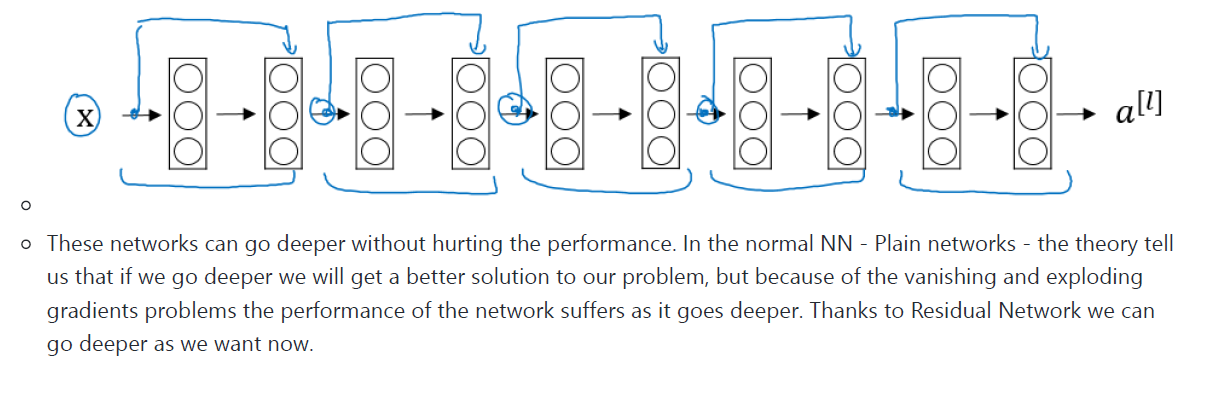 X a[l]
These networks can go deeper without hurting the performance. In the normal NN - Plain networks - the theory tell
us that if we go deeper we will get a better solution to our problem, but because of the vanishing and exploding
gradients problems the performance of the network suffers as it goes deeper. Thanks to Residual Network we can
go deeper as we want now.